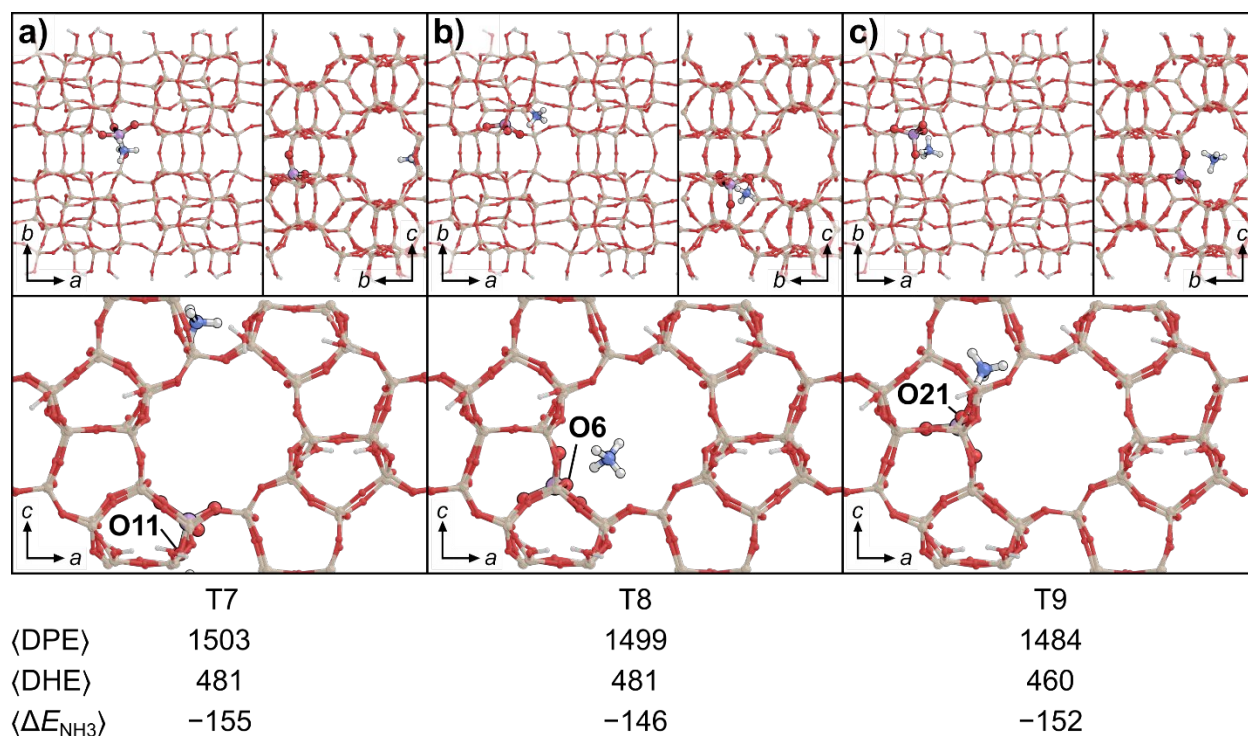 a)
b)
c)
b
a
c
b
b
a
c
b
b
a
c
b
O11
O6
O21
c
a
c
a
c
a
T7 T8 T9
⟨DPE⟩ 1503 1499 1484
⟨DHE⟩ 481 481 460
⟨ΔE_NH3⟩ −155 −146 −152